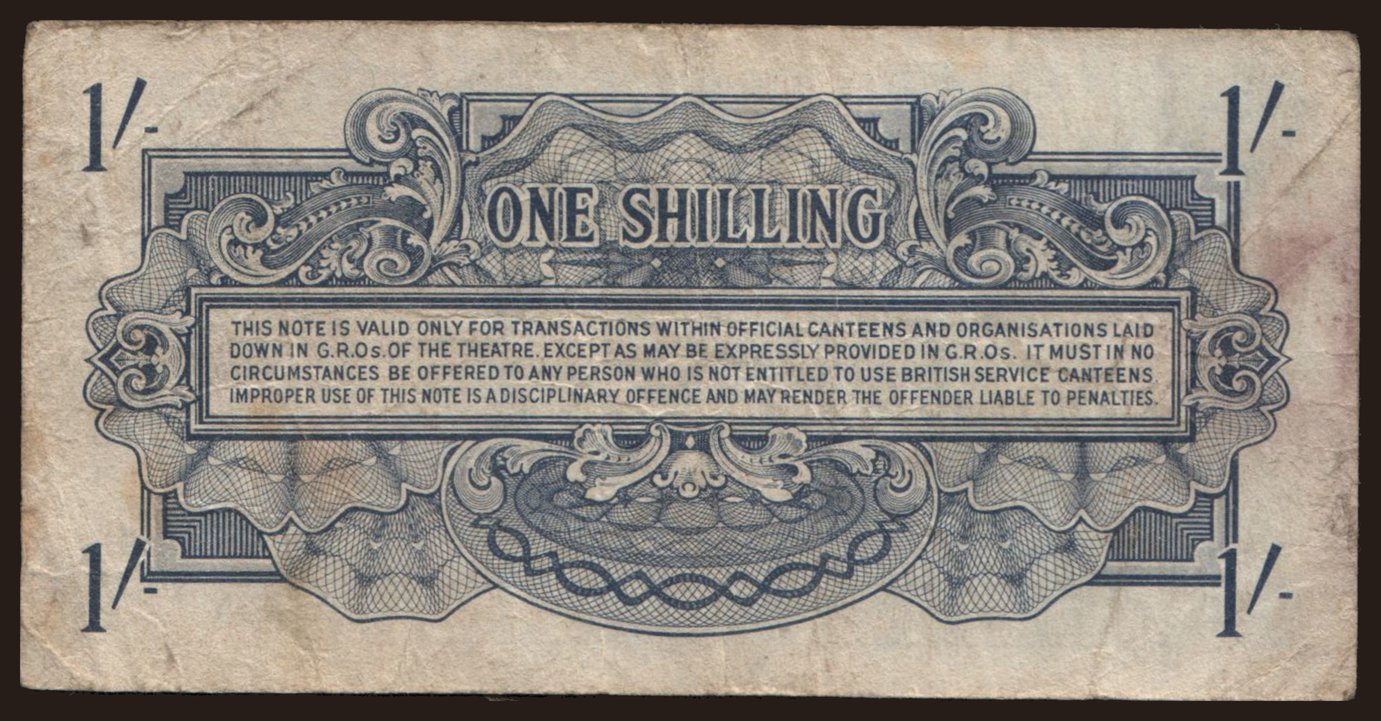 1/- 1/-
ONE SHILLING
THIS NOTE IS VALID ONLY FOR TRANSACTIONS WITHIN OFFICIAL CANTEENS AND ORGANISATIONS LAID
DOWN IN G.R.Os. OF THE THEATRE. EXCEPT AS MAY BE EXPRESSLY PROVIDED IN G.R.Os. IT MUST IN NO
CIRCUMSTANCES BE OFFERED TO ANY PERSON WHO IS NOT ENTITLED TO USE BRITISH SERVICE CANTEENS
IMPROPER USE OF THIS NOTE IS A DISCIPLINARY OFFENCE AND MAY RENDER THE OFFENDER LIABLE TO PENALTIES.
1/- 1/-